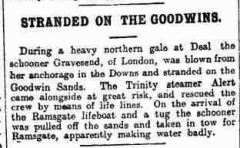 STRANDED ON THE GOODWINS.
During a heavy northern gale at Deal the
schooner Gravesend, of London, was blown from
her anchorage in the Downs and stranded on the
Goodwin Sands. The Trinity steamer Alert
came alongside at great risk, and rescued the
crew by means of life lines. On the arrival of
the Ramsgate lifeboat and a tug the schooner
was pulled off the sands and taken in tow for
Ramsgate, apparently making water badly.